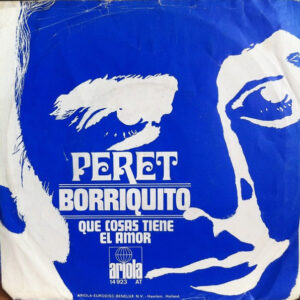 PERET
BORRIQUITO
QUE COSAS TIENE
EL AMOR
ariola
14 923 AT
ARIOLA-EURODISC BENELUX N.V. - Haarlem, Holland.